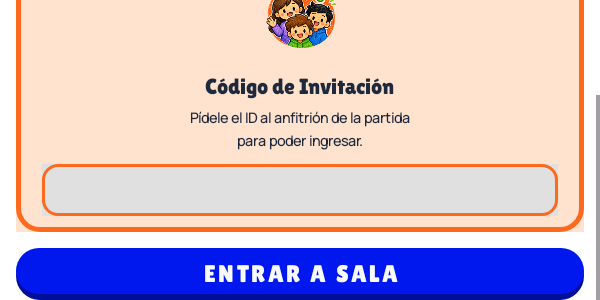 Código de Invitación
Pídele el ID al anfitrión de la partida
para poder ingresar.
ENTRAR A SALA